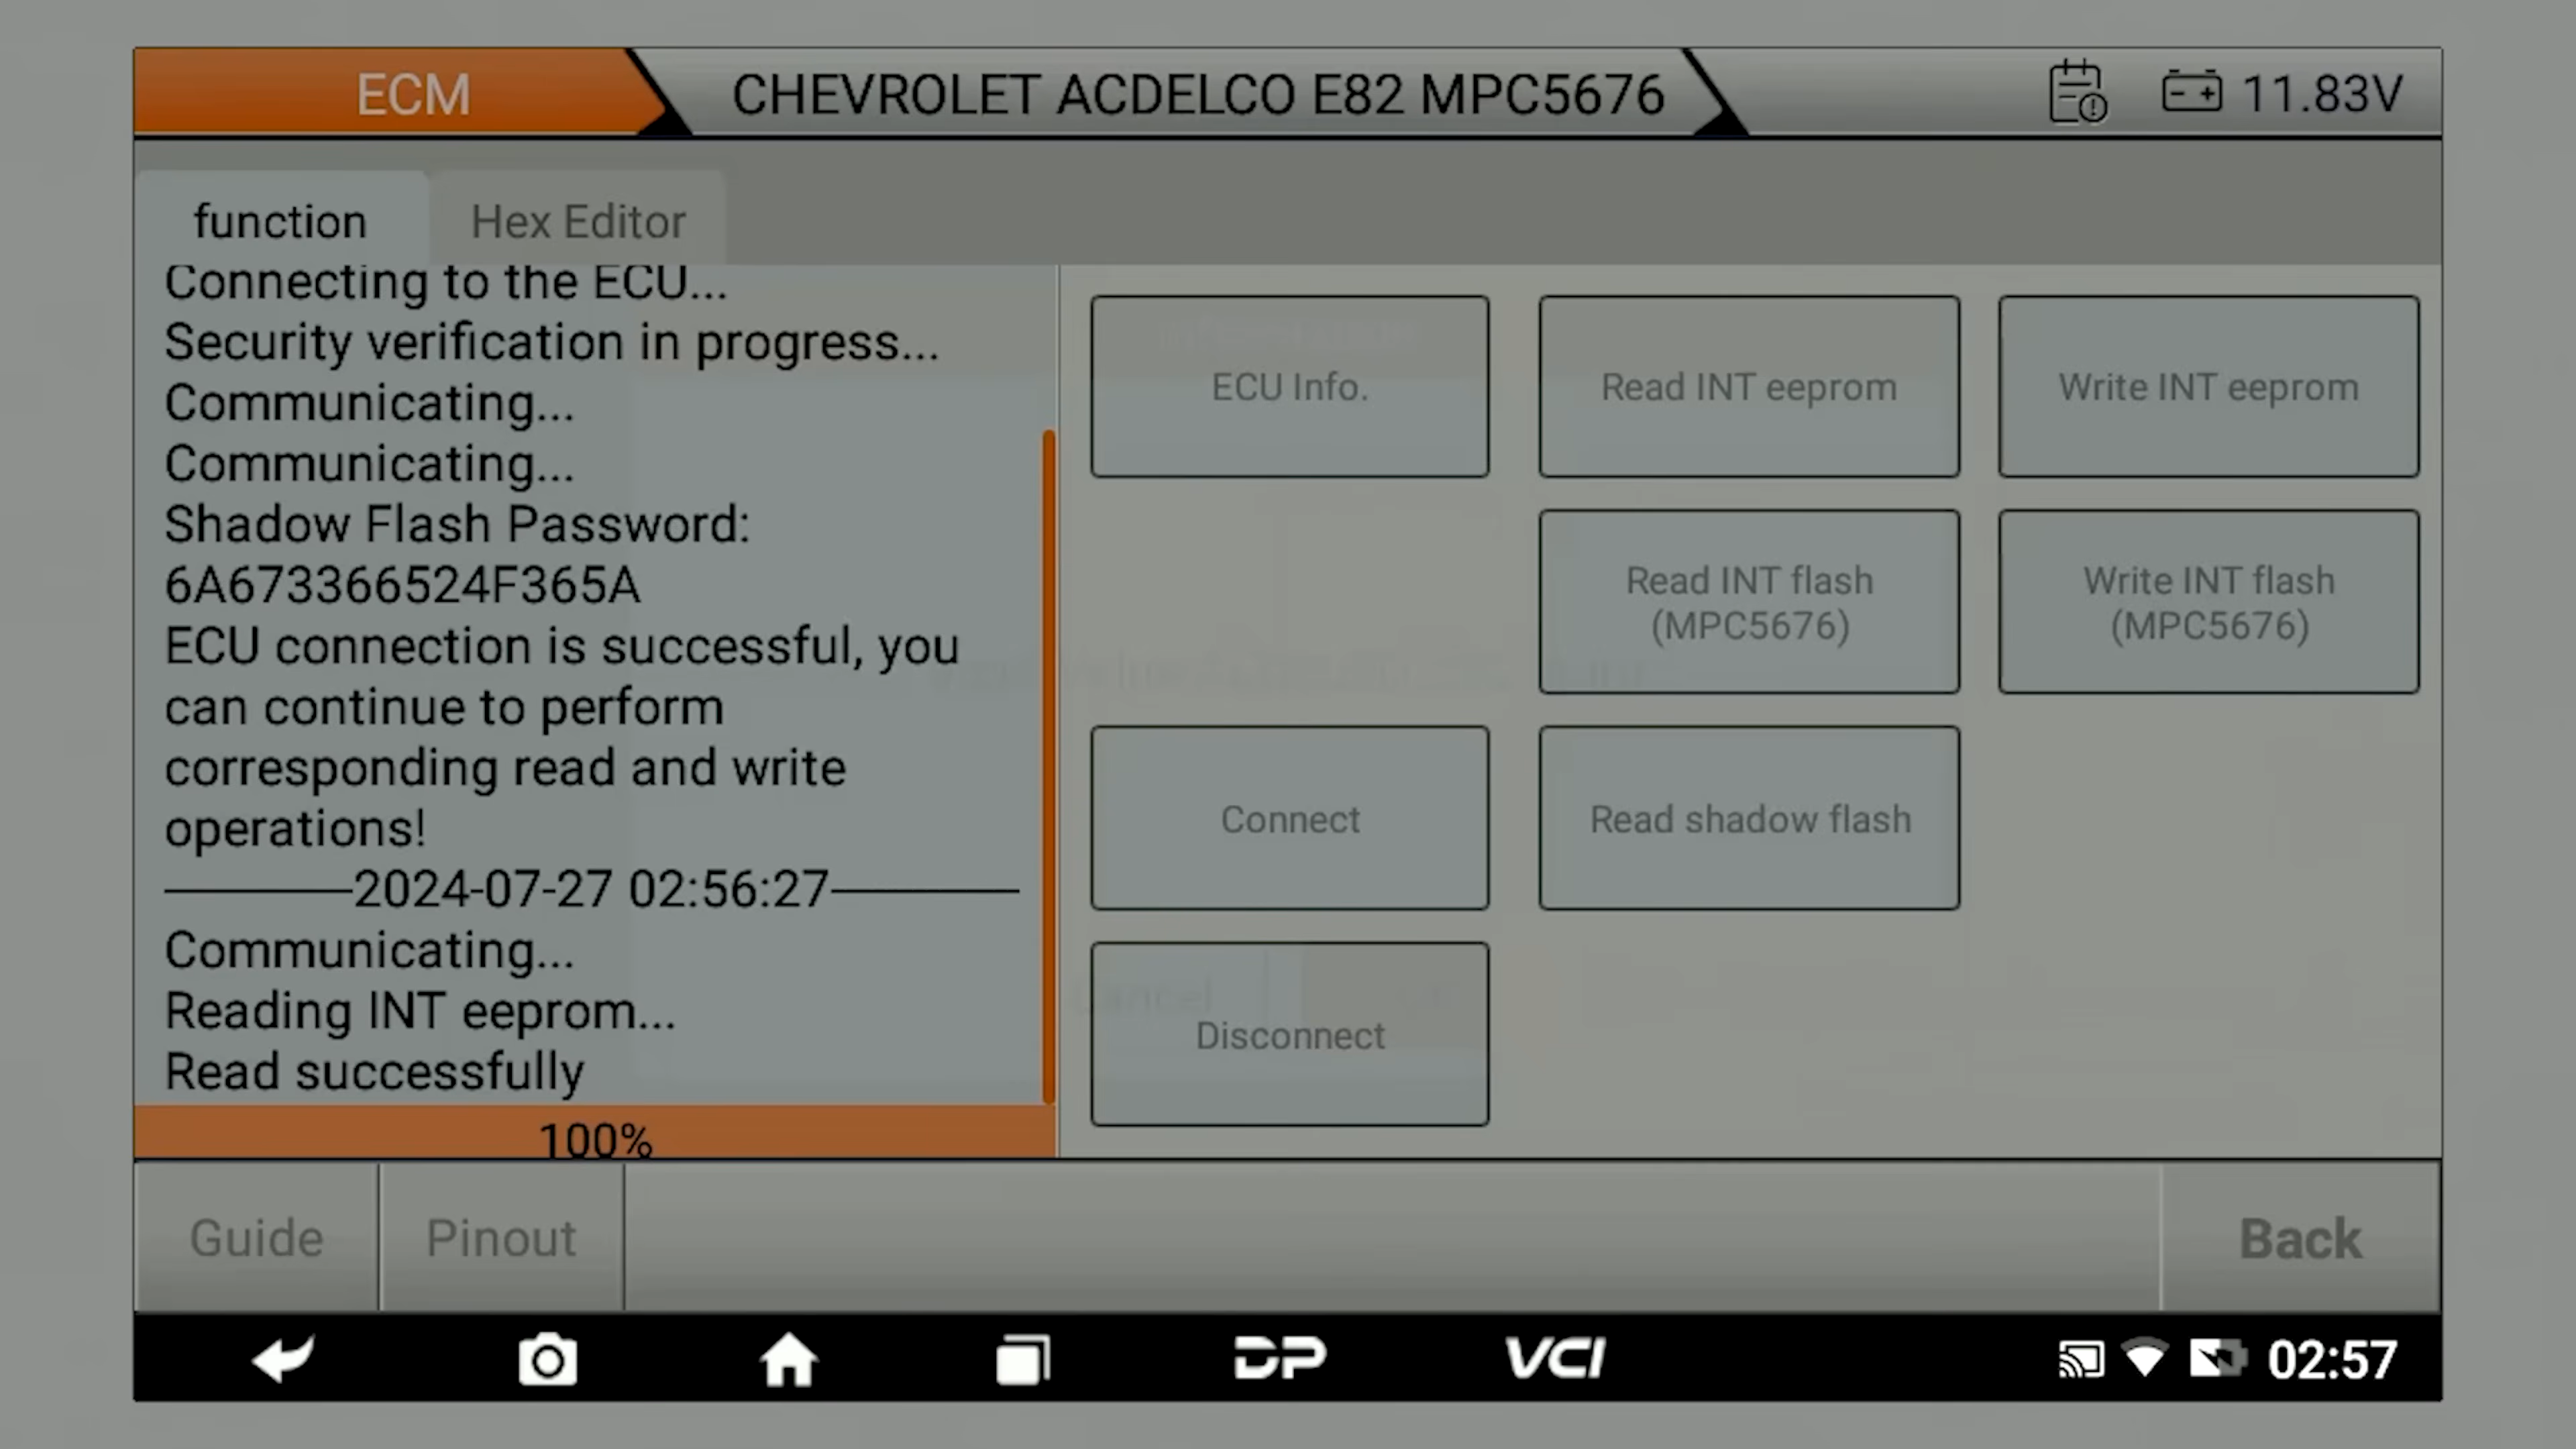 ECM
CHEVROLET ACDELCO E82 MPC5676
11.83V
function
Hex Editor
Connecting to the ECU...
Security verification in progress...
Communicating...
Communicating...
Shadow Flash Password:
6A673366524F365A
ECU connection is successful, you
can continue to perform
corresponding read and write
operations!
2024-07-27 02:56:27
Communicating...
Reading INT eeprom...
Read successfully
100%
ECU Info.
Read INT eeprom
Write INT eeprom
Read INT flash
(MPC5676)
Write INT flash
(MPC5676)
Connect
Read shadow flash
Cancel
Disconnect
Guide
Pinout
Back
DP
VCI
02:57